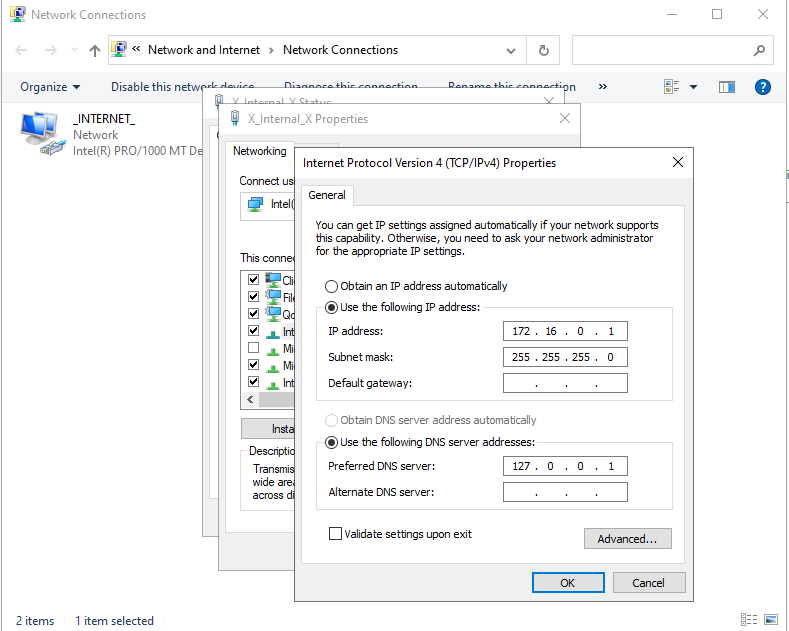 Network Connections
« Network and Internet › Network Connections
Organize Disable this network device Diagnose this connection Rename this connection »
_INTERNET_
Network
Intel(R) PRO/1000 MT De
X_Internal_X Status
X_Internal_X Properties
Networking
Connect usi
Intel(
This connec
Clie
File
Qo
Int
Mi
Mi
Int
Insta
Descriptio
Transmis
wide area
across di
Internet Protocol Version 4 (TCP/IPv4) Properties
General
You can get IP settings assigned automatically if your network supports
this capability. Otherwise, you need to ask your network administrator
for the appropriate IP settings.
Obtain an IP address automatically
Use the following IP address:
IP address: 172 . 16 . 0 . 1
Subnet mask: 255 . 255 . 255 . 0
Default gateway: . . .
Obtain DNS server address automatically
Use the following DNS server addresses:
Preferred DNS server: 127 . 0 . 0 . 1
Alternate DNS server: . . .
Validate settings upon exit
Advanced...
OK Cancel
2 items 1 item selected